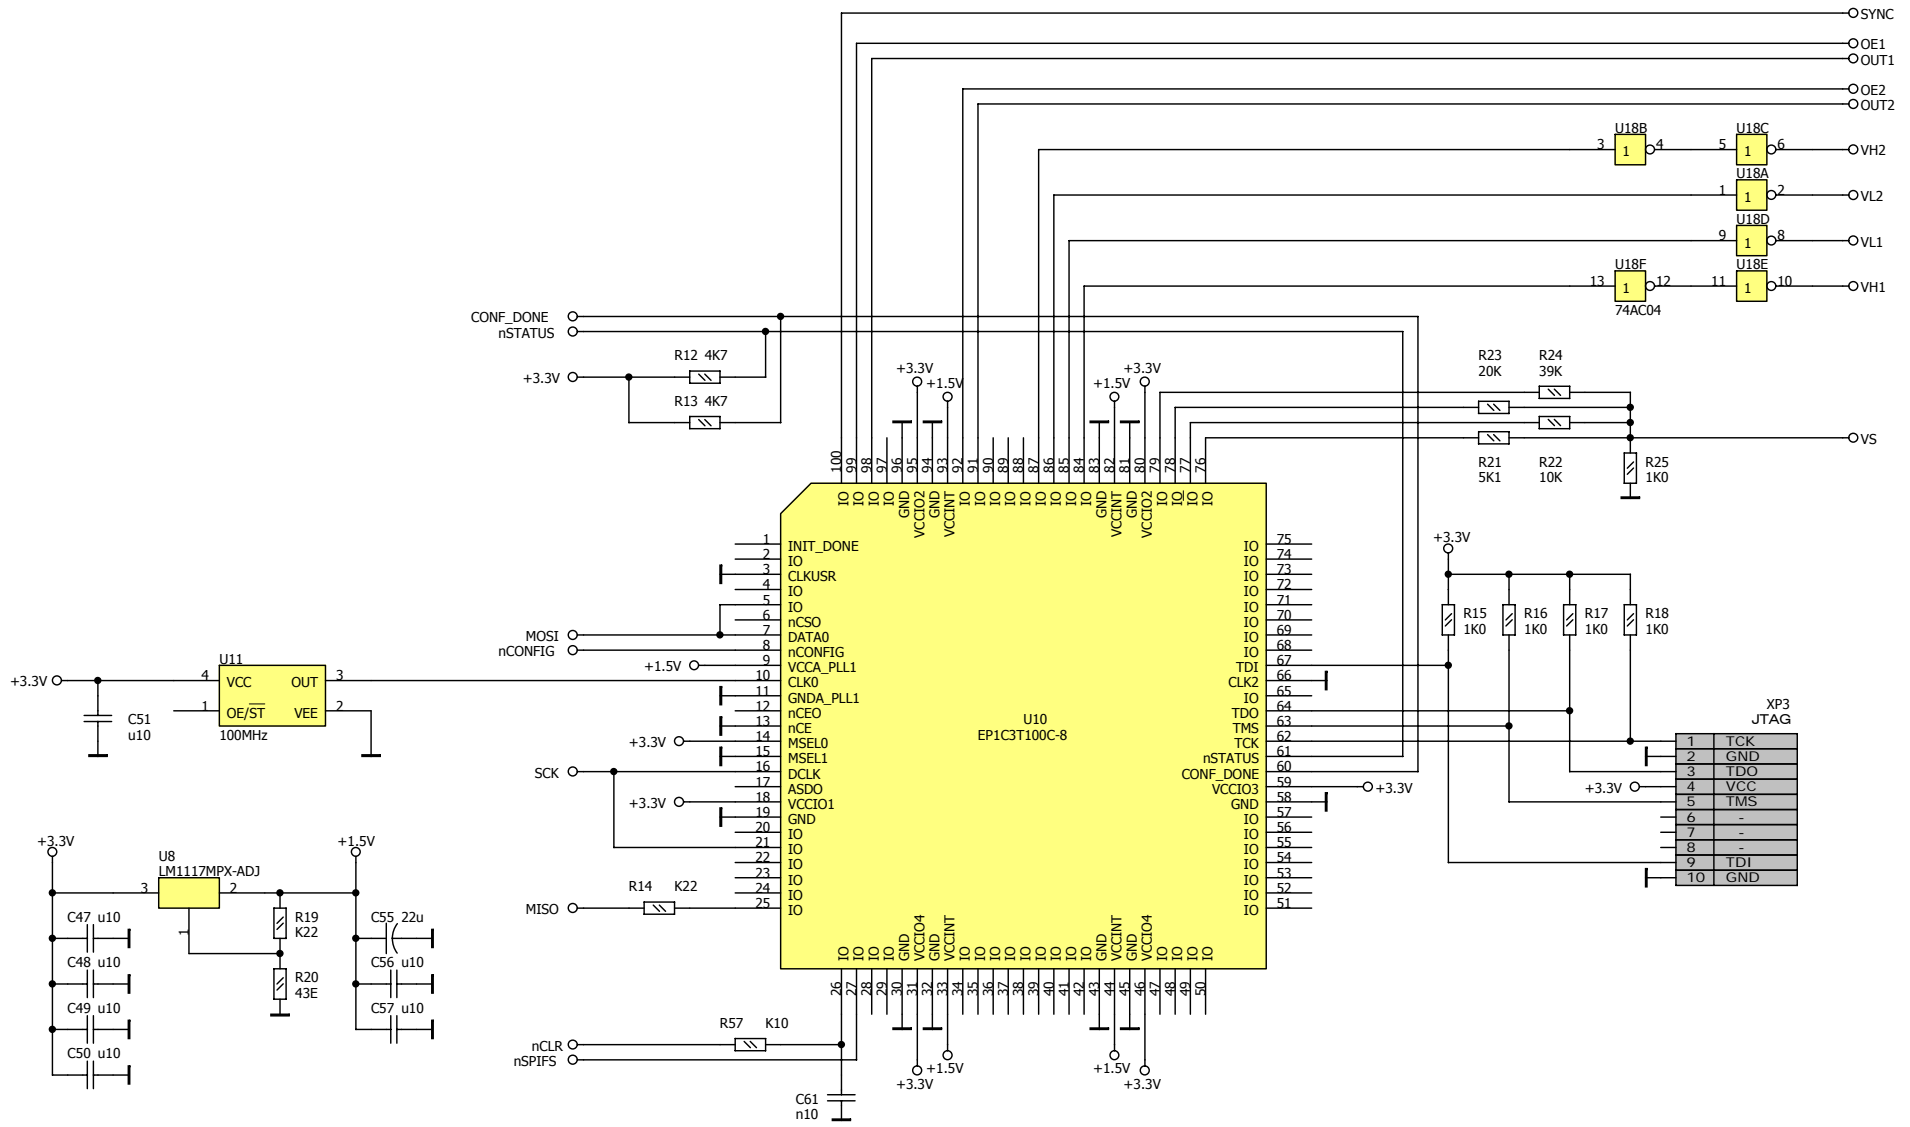 SYNC
OE1
OUT1
OE2
OUT2
U18B U18C
3 1 4 5 1 6 VH2
U18A
1 1 2 VL2
U18D
9 1 8 VL1
U18F U18E
13 1 12 11 1 10 VH1
74AC04
CONF_DONE
nSTATUS
R12 4K7
+3.3V
R13 4K7
+3.3V
+1.5V
+3.3V
+1.5V
R23 R24
20K 39K
VS
R21 R22 R25
5K1 10K 1K0
100 99 98 97 96 95 94 93 92 91 90 89 88 87 86 85 84 83 82 81 80 79 78 77 76
IO IO IO IO GND VCCIO2 GND VCCINT IO IO IO IO IO IO IO IO IO GND VCCINT GND VCCIO2 IO IO IO IO
1 INIT_DONE
2 IO
3 CLKUSR
4 IO
5 IO
6 nCSO
MOSI 7 DATA0
nCONFIG 8 nCONFIG
+1.5V 9 VCCA_PLL1
10 CLK0
11 GNDA_PLL1
12 nCEO
13 nCE
+3.3V 14 MSEL0
15 MSEL1
SCK 16 DCLK
17 ASDO
+3.3V 18 VCCIO1
19 GND
20 IO
21 IO
22 IO
23 IO
24 IO
MISO R14 K22 25 IO
U10
EP1C3T100C-8
IO 75
IO 74
IO 73
IO 72
IO 71
IO 70
IO 69
IO 68
TDI 67
CLK2 66
IO 65
TDO 64
TMS 63
TCK 62
nSTATUS 61
CONF_DONE 60
VCCIO3 59 +3.3V
GND 58
IO 57
IO 56
IO 55
IO 54
IO 53
IO 52
IO 51
+3.3V
R15 R16 R17 R18
1K0 1K0 1K0 1K0
XP3
JTAG
1 TCK
2 GND
3 TDO
+3.3V 4 VCC
5 TMS
6 -
7 -
8 -
9 TDI
10 GND
U11
+3.3V 4 VCC OUT 3
1 OE/ST VEE 2
100MHz
C51
u10
+3.3V
+1.5V
U8
LM1117MPX-ADJ
3 2
1
C47 u10
C48 u10
C49 u10
C50 u10
R19
K22
R20
43E
C55 22u
C56 u10
C57 u10
IO IO IO IO GND VCCIO4 GND VCCINT IO IO IO IO IO IO IO IO IO GND VCCINT GND VCCIO4 IO IO IO IO
26 27 28 29 30 31 32 33 34 35 36 37 38 39 40 41 42 43 44 45 46 47 48 49 50
nCLR R57 K10
nSPIFS
+1.5V
+3.3V
+1.5V
+3.3V
C61
n10